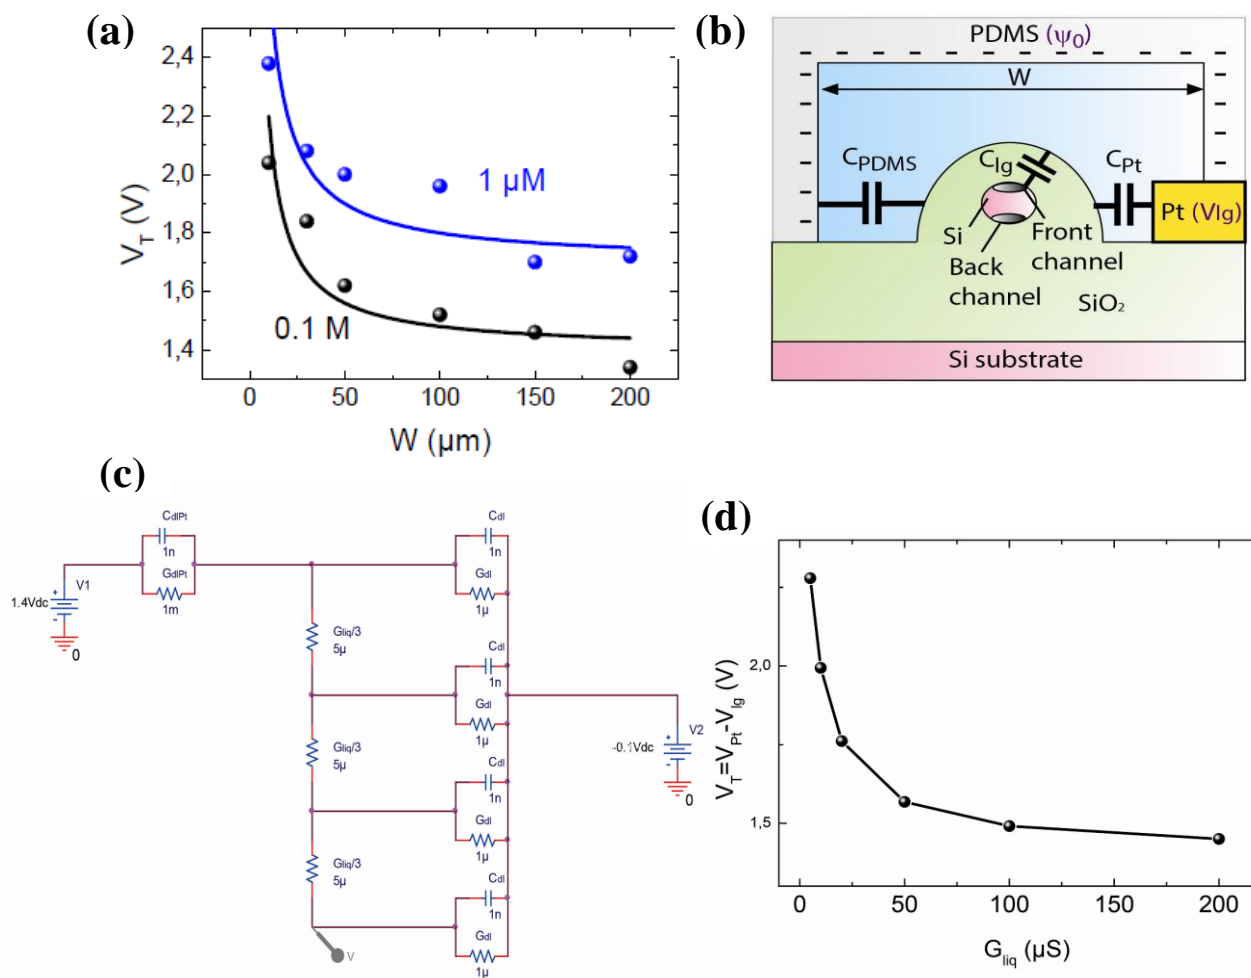 (a)
2,4
2,2
2,0
1,8
1,6
1,4
V_T (V)
1 µM
0.1 M
0
50
100
150
200
W (µm)
(b)
PDMS (ψ₀)
W
C_PDMS
C_lg
C_Pt
Pt (Vlg)
Si
Front
channel
Back
channel
SiO₂
Si substrate
(c)
CdlPt
1n
GdlPt
1m
V1
1.4Vdc
+
-
0
Gliq/3
5µ
Gliq/3
5µ
Gliq/3
5µ
Cdl
1n
Gdl
1µ
Cdl
1n
Gdl
1µ
Cdl
1n
Gdl
1µ
Cdl
1n
Gdl
1µ
V
V2
-0.1Vdc
+
-
0
(d)
2,0
1,5
V_T=V_Pt-V_lg (V)
0
50
100
150
200
G_liq (µS)